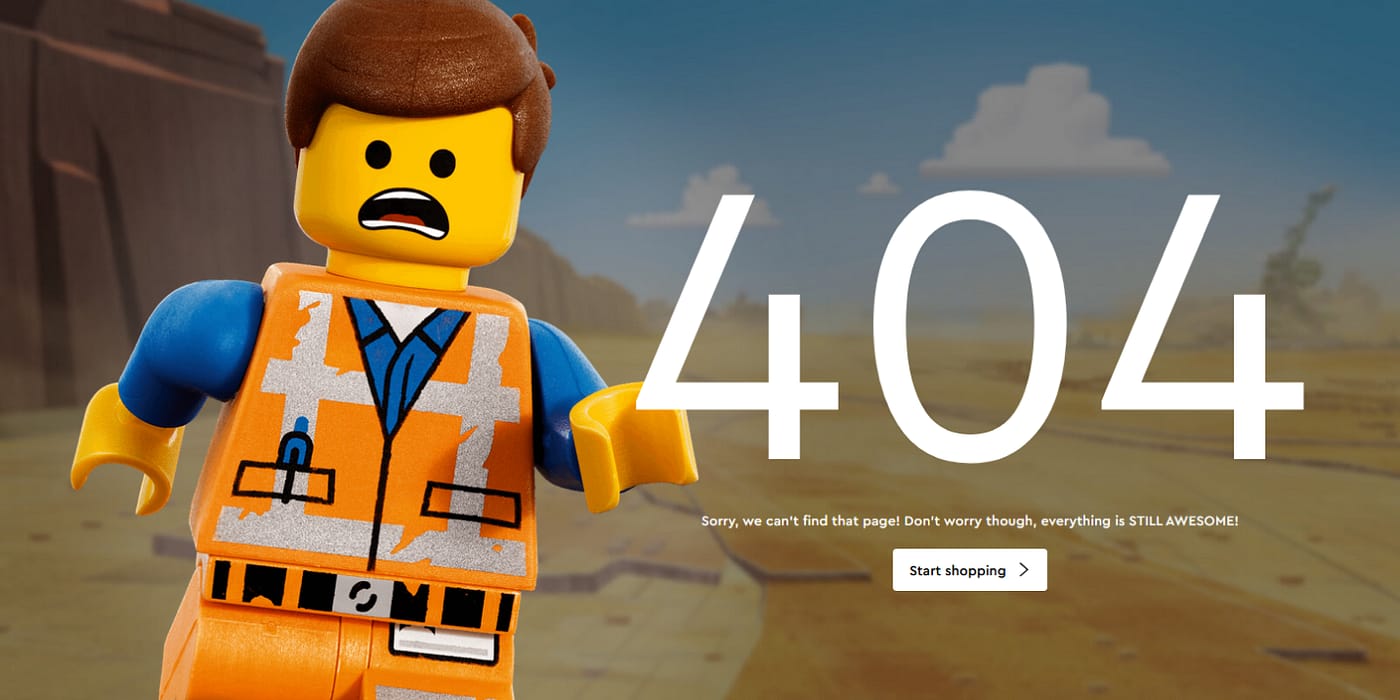 404
Sorry, we can't find that page! Don't worry though, everything is STILL AWESOME!
Start shopping